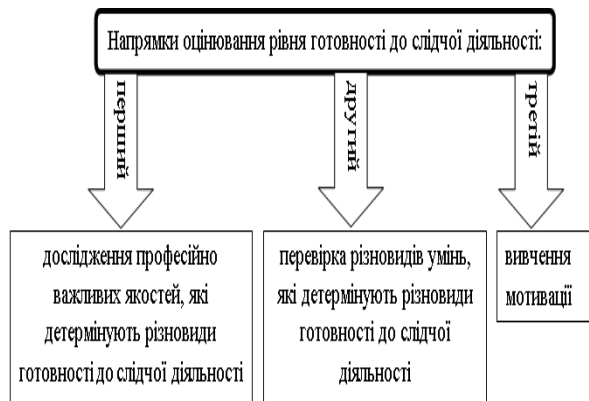 Напрямки оцінювання рівня готовності до слідчої діяльності:
перший
другий
третій
дослідження професійно
важливих якостей, які
детермінують різновиди
готовності до слідчої діяльності
перевірка різновидів умінь,
які детермінують різновиди
готовності до слідчої
діяльності
вивчення
мотивації